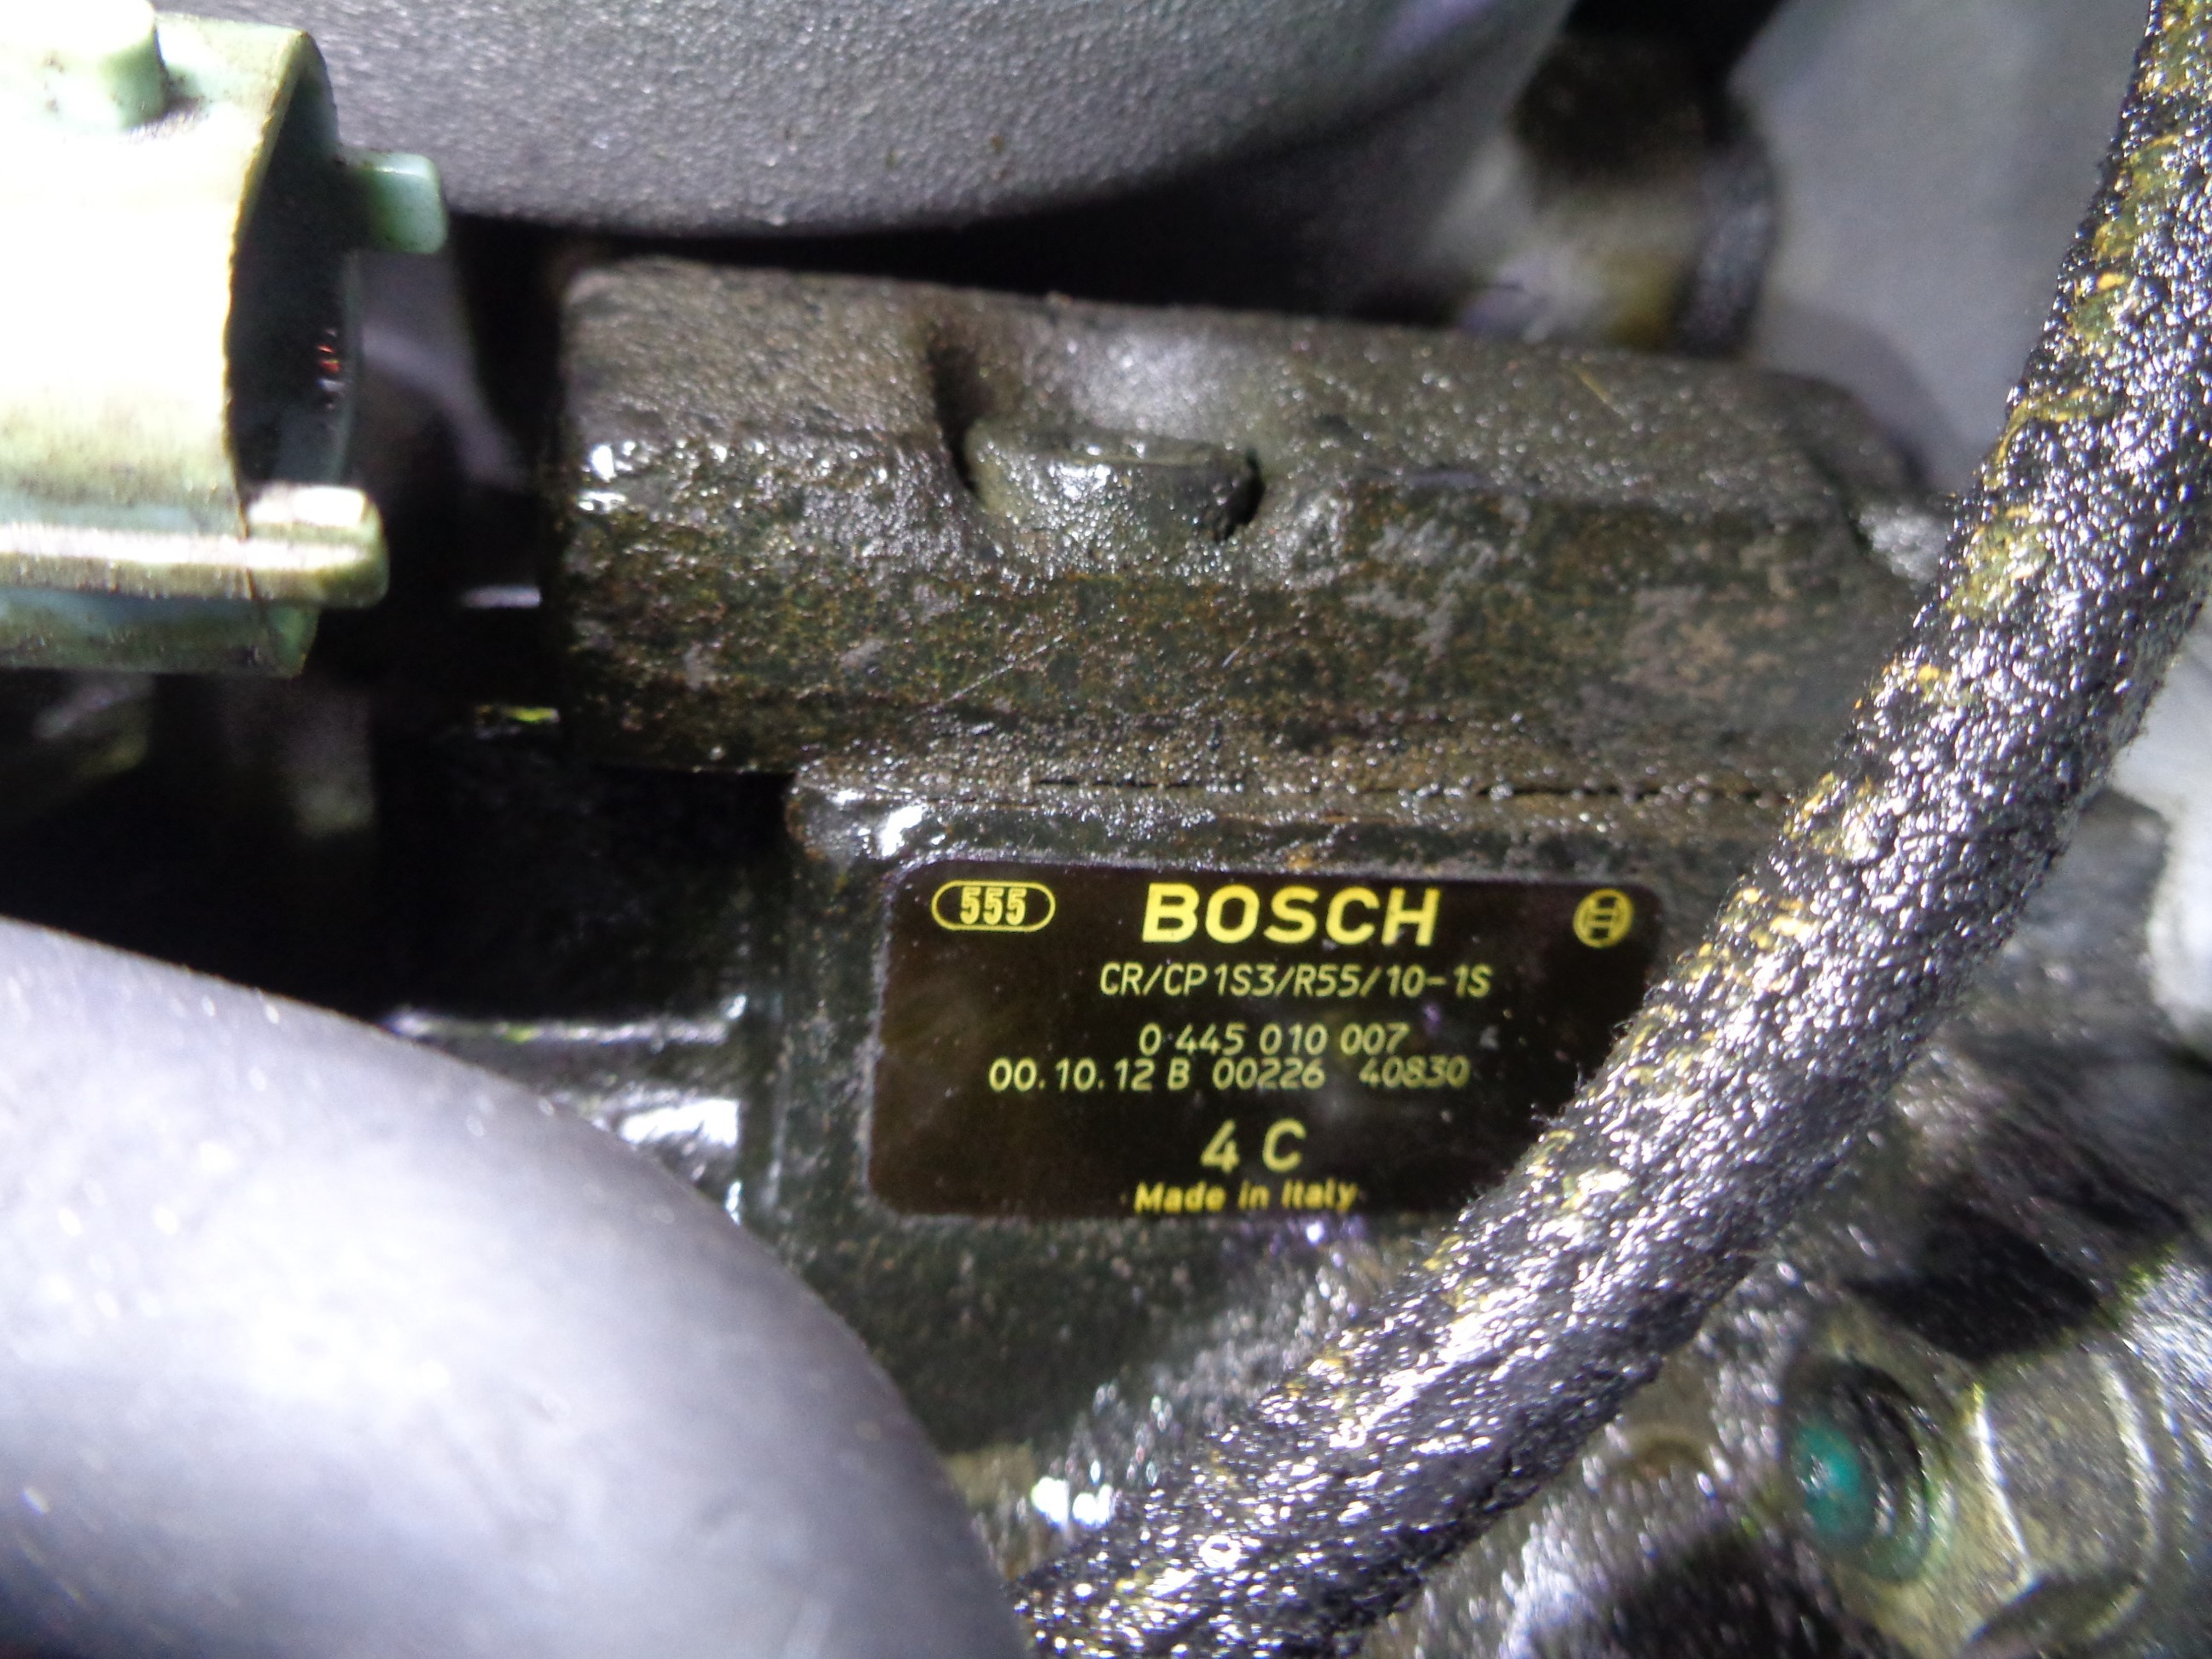 555 BOSCH
CR/CP1S3/R55/10-1S
0 445 010 007
00.10.12 B 00226 40830
4 C
Made in Italy